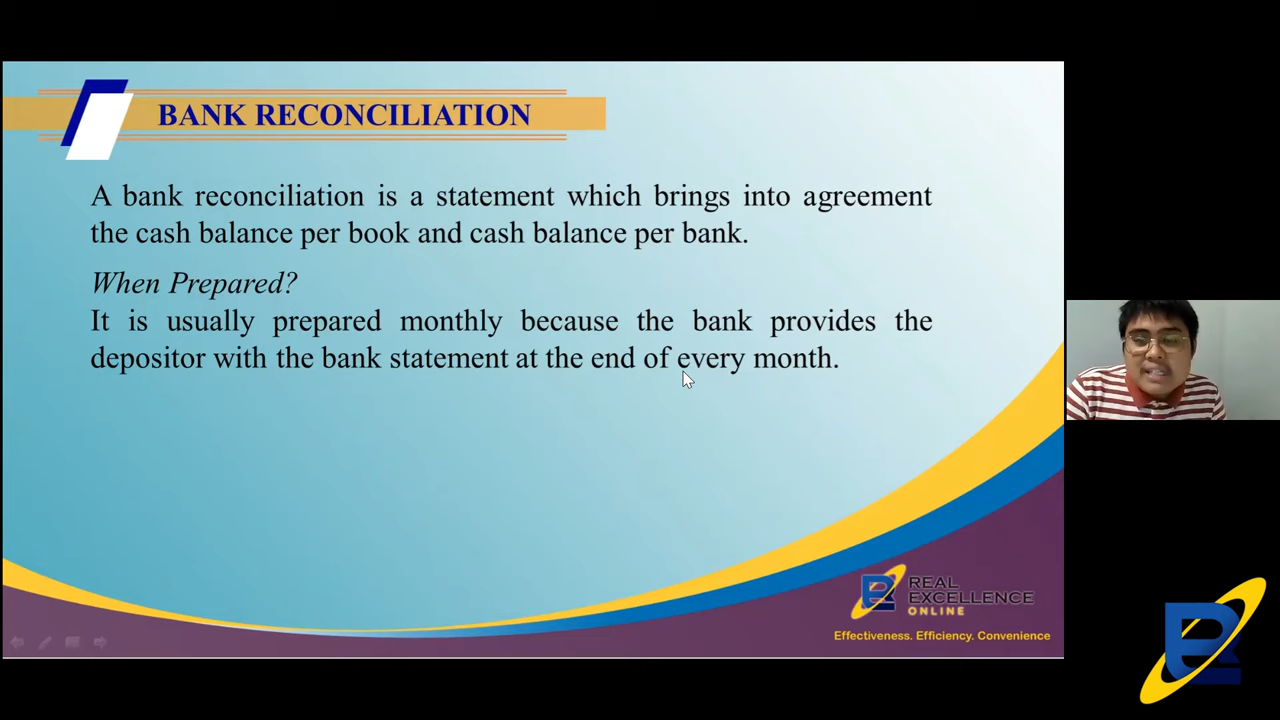 BANK RECONCILIATION
A bank reconciliation is a statement which brings into agreement
the cash balance per book and cash balance per bank.
When Prepared?
It is usually prepared monthly because the bank provides the
depositor with the bank statement at the end of every month.
REAL
EXCELLENCE
ONLINE
Effectiveness. Efficiency. Convenience